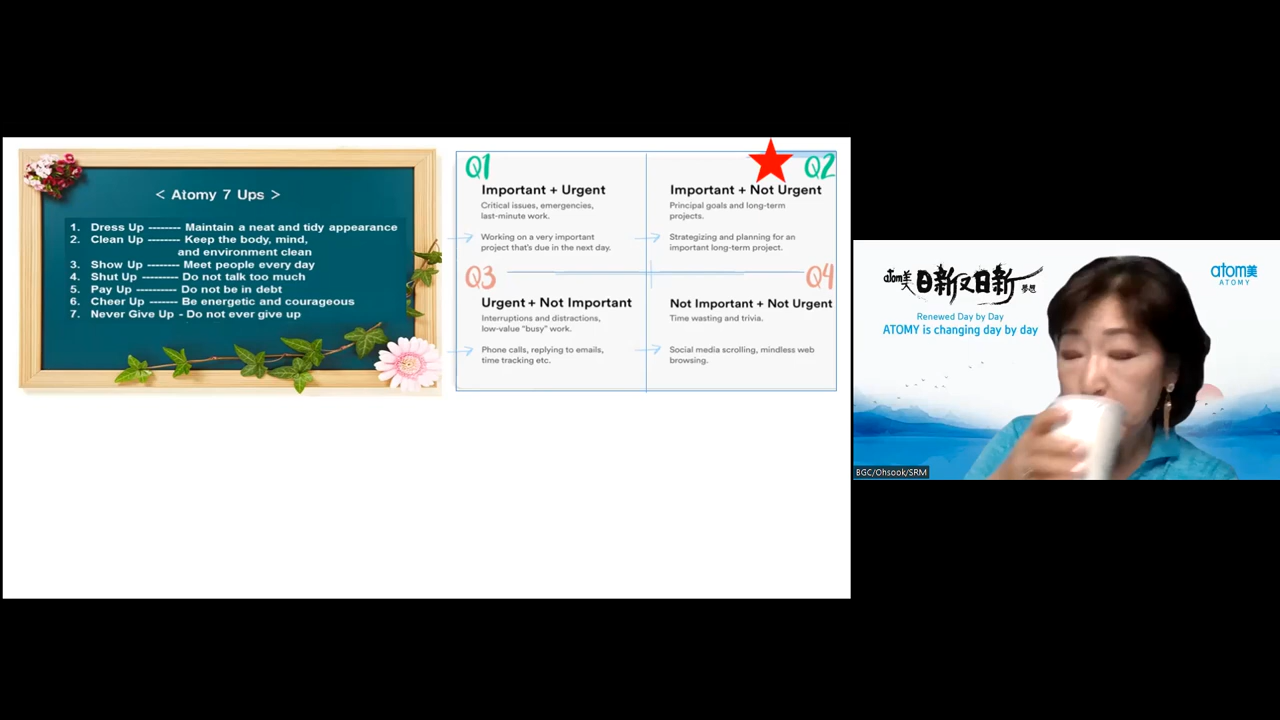 < Atomy 7 Ups >
1. Dress Up -------- Maintain a neat and tidy appearance
2. Clean Up -------- Keep the body, mind,
and environment clean
3. Show Up -------- Meet people every day
4. Shut Up --------- Do not talk too much
5. Pay Up ---------- Do not be in debt
6. Cheer Up ------- Be energetic and courageous
7. Never Give Up - Do not ever give up
Q1
Important + Urgent
Critical issues, emergencies,
last-minute work.
Working on a very important
project that's due in the next day.
Q2
Important + Not Urgent
Principal goals and long-term
projects.
Strategizing and planning for an
important long-term project.
Q3
Urgent + Not Important
Interruptions and distractions,
low-value "busy" work.
Phone calls, replying to emails,
time tracking etc.
Q4
Not Important + Not Urgent
Time wasting and trivia.
Social media scrolling, mindless web
browsing.
atom美 日新又日新 夢想
Renewed Day by Day
ATOMY is changing day by day
atom美
ATOMY
BGC/Ohsook/SRM